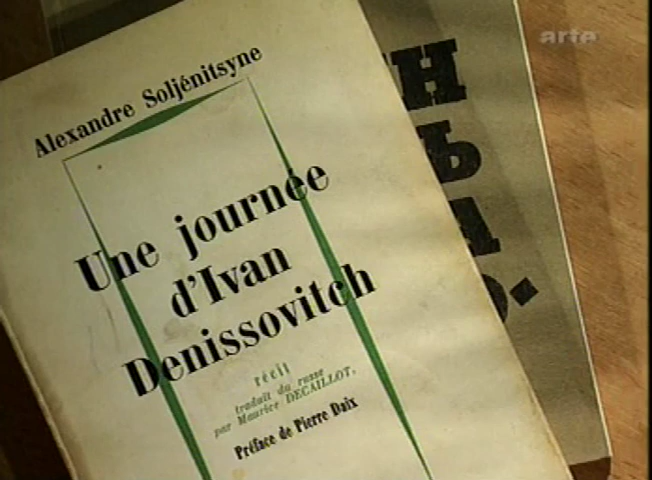 Alexandre Soljénitsyne
Une journée
d'Ivan
Denissovitch
récit
traduit du russe
par Maurice DECAILLOT.
Préface de Pierre Daix
arte
Н
Ь